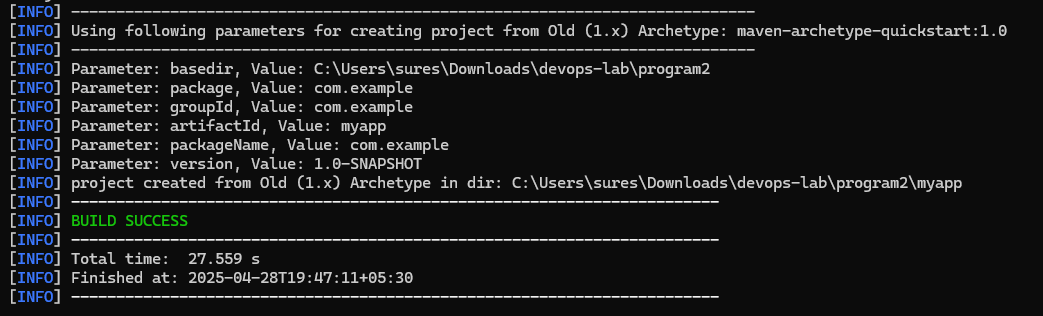 [INFO] ----------------------------------------------------------------------------
[INFO] Using following parameters for creating project from Old (1.x) Archetype: maven-archetype-quickstart:1.0
[INFO] ----------------------------------------------------------------------------
[INFO] Parameter: basedir, Value: C:\Users\sures\Downloads\devops-lab\program2
[INFO] Parameter: package, Value: com.example
[INFO] Parameter: groupId, Value: com.example
[INFO] Parameter: artifactId, Value: myapp
[INFO] Parameter: packageName, Value: com.example
[INFO] Parameter: version, Value: 1.0-SNAPSHOT
[INFO] project created from Old (1.x) Archetype in dir: C:\Users\sures\Downloads\devops-lab\program2\myapp
[INFO] ------------------------------------------------------------------------
[INFO] BUILD SUCCESS
[INFO] ------------------------------------------------------------------------
[INFO] Total time:  27.559 s
[INFO] Finished at: 2025-04-28T19:47:11+05:30
[INFO] ------------------------------------------------------------------------